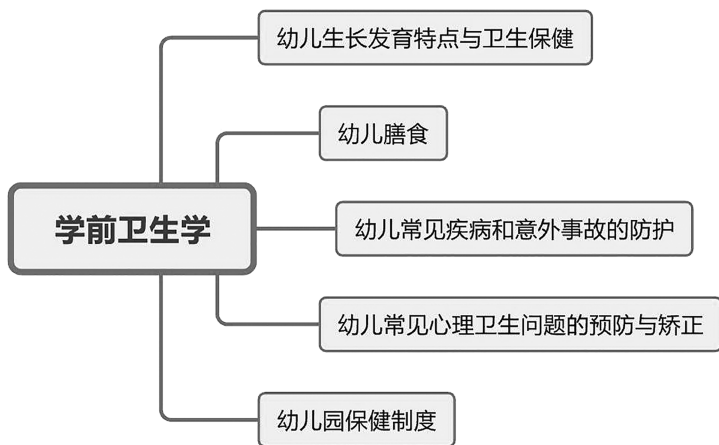 幼儿生长发育特点与卫生保健
幼儿膳食
学前卫生学
幼儿常见疾病和意外事故的防护
幼儿常见心理卫生问题的预防与矫正
幼儿园保健制度